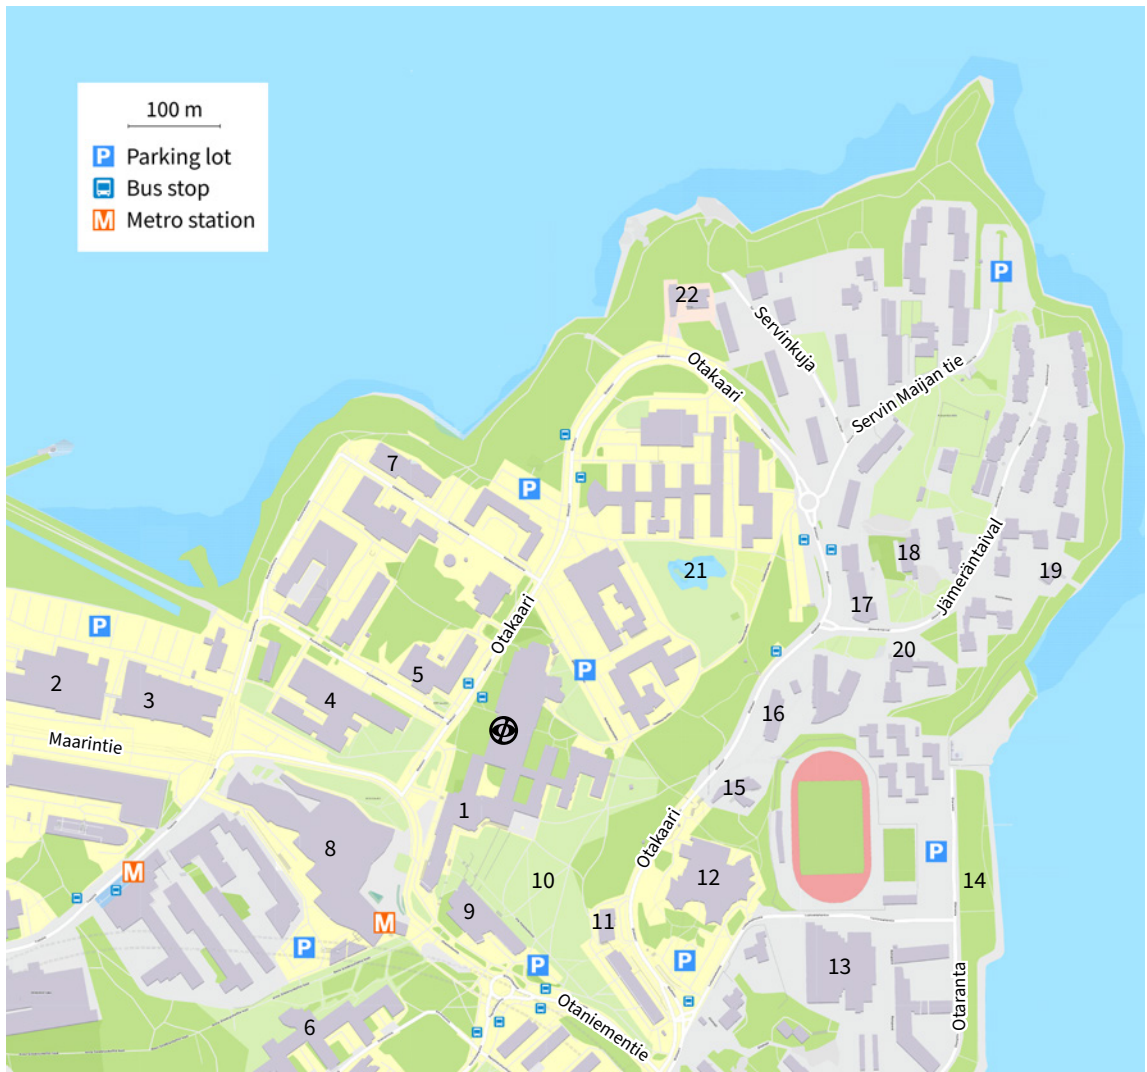 100 m
P Parking lot
Bus stop
M Metro station
22
Servinkuja
P
Otakaari
Servin Maijan tie
7
P
18
21
19
Jämeräntaival
17
Otakaari
P
20
5
P
2
3
4
16
Maarintie
15
1
Otakaari
8
P
M
10
12
14
9
11
M
P
P
P
13
Otaranta
6
Otaniementie